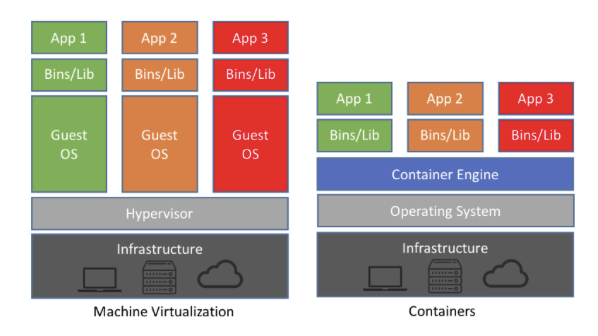 App 1 App 2 App 3
Bins/Lib Bins/Lib Bins/Lib
Guest OS Guest OS Guest OS
Hypervisor
Infrastructure
Machine Virtualization
App 1 App 2 App 3
Bins/Lib Bins/Lib Bins/Lib
Container Engine
Operating System
Infrastructure
Containers